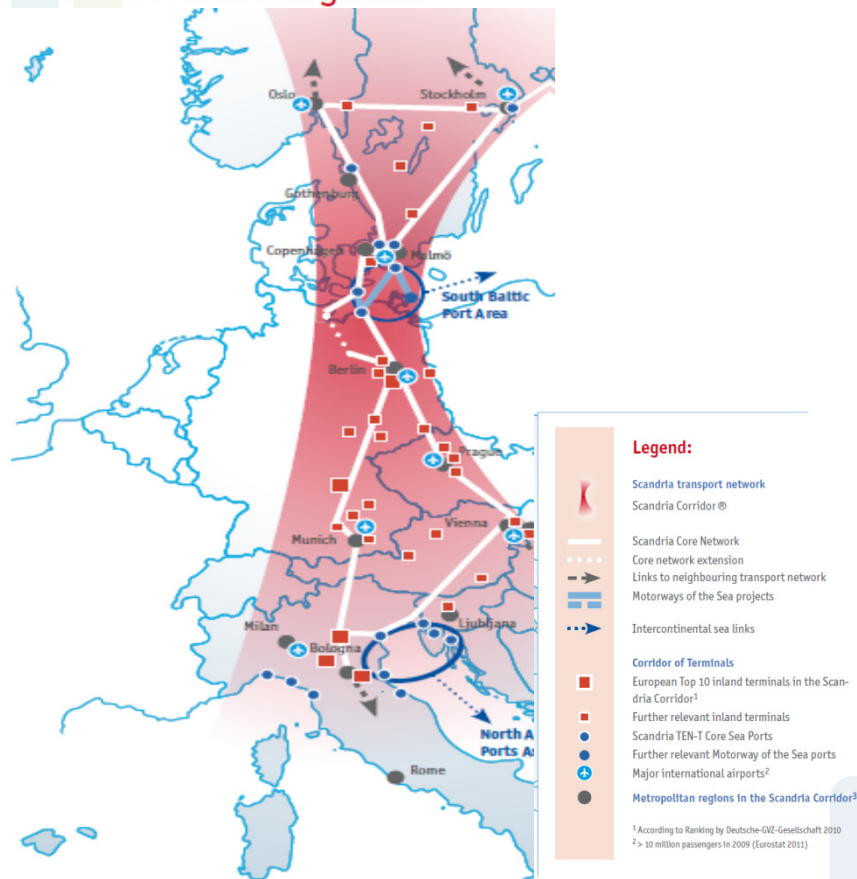 Oslo
Stockholm
Gothenburg
Copenhagen
Malmö
South Baltic
Port Area
Berlin
Prague
Vienna
Munich
Milan
Bologna
Ljubljana
North A
Ports As
Rome
Legend:
Scandria transport network
Scandria Corridor ®
Scandria Core Network
Core network extension
Links to neighbouring transport network
Motorways of the Sea projects
Intercontinental sea links
Corridor of Terminals
European Top 10 inland terminals in the Scan-
dria Corridor¹
Further relevant inland terminals
Scandria TEN-T Core Sea Ports
Further relevant Motorway of the Sea ports
Major international airports²
Metropolitan regions in the Scandria Corridor³
¹ According to Ranking by Deutsche-GVZ-Gesellschaft 2010
² > 10 million passengers in 2009 (Eurostat 2011)